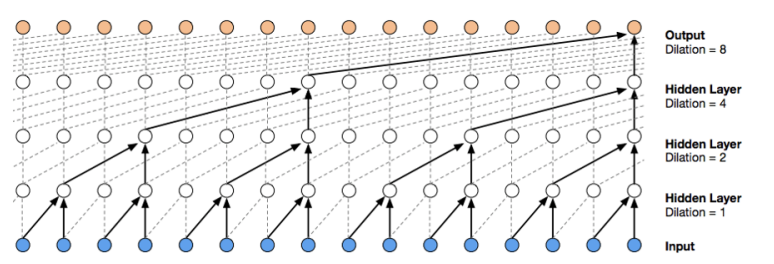 Output
Dilation = 8
Hidden Layer
Dilation = 4
Hidden Layer
Dilation = 2
Hidden Layer
Dilation = 1
Input